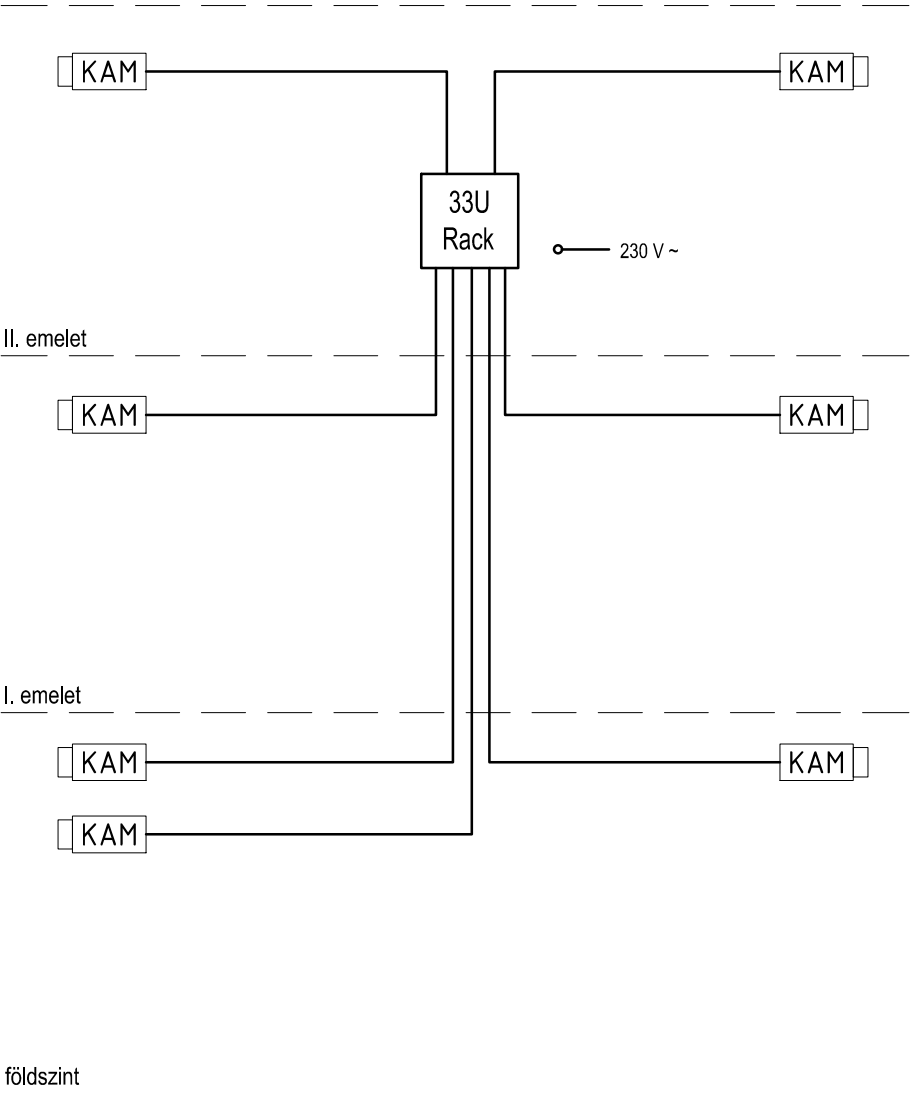 KAM KAM
33U
Rack
230 V ~
II. emelet
KAM KAM
I. emelet
KAM KAM
KAM
földszint